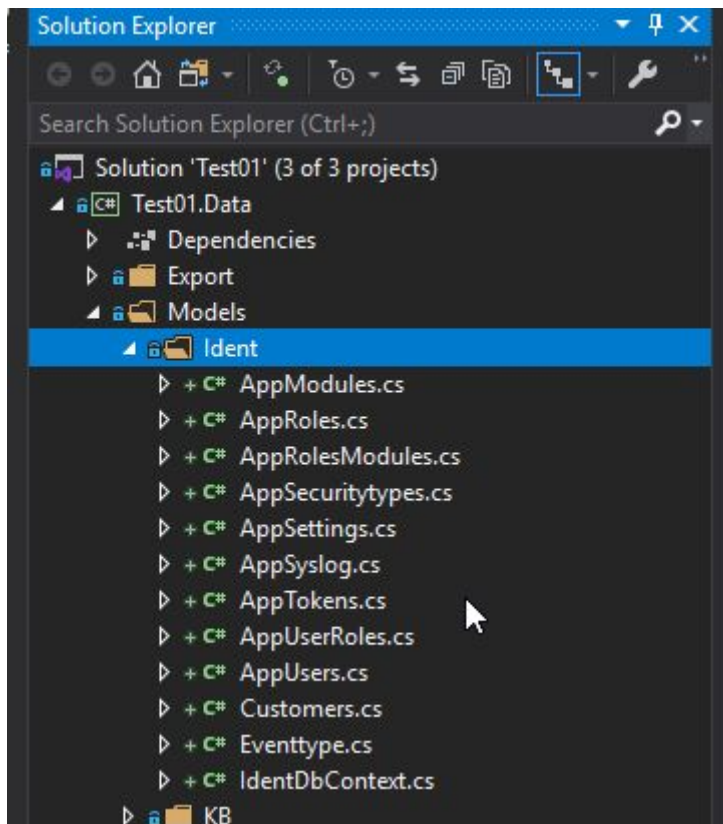 Solution Explorer
Search Solution Explorer (Ctrl+;)
Solution 'Test01' (3 of 3 projects)
C# Test01.Data
Dependencies
Export
Models
Ident
+ C# AppModules.cs
+ C# AppRoles.cs
+ C# AppRolesModules.cs
+ C# AppSecuritytypes.cs
+ C# AppSettings.cs
+ C# AppSyslog.cs
+ C# AppTokens.cs
+ C# AppUserRoles.cs
+ C# AppUsers.cs
+ C# Customers.cs
+ C# Eventtype.cs
+ C# IdentDbContext.cs
KB